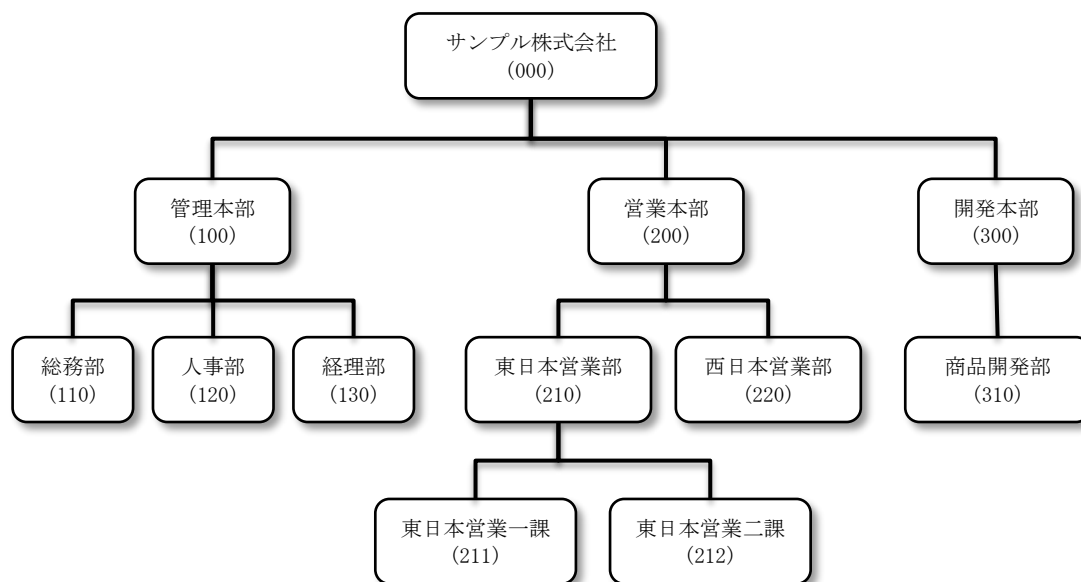 サンプル株式会社
(000)
管理本部
(100)
営業本部
(200)
開発本部
(300)
総務部
(110)
人事部
(120)
経理部
(130)
東日本営業部
(210)
西日本営業部
(220)
商品開発部
(310)
東日本営業一課
(211)
東日本営業二課
(212)